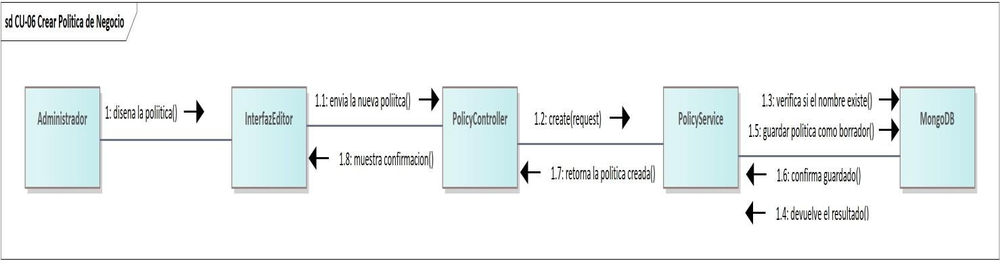 sd CU-06 Crear Politica de Negocio
Administrador
1: disena la poliitica()
InterfazEditor
1.1: envia la nueva poliitca()
1.8: muestra confirmacion()
PolicyController
1.2: create(request)
1.7: retorna la politica creada()
PolicyService
1.3: verifica si el nombre existe()
1.5: guardar politica como borrador()
1.6: confirma guardado()
1.4: devuelve el resultado()
MongoDB